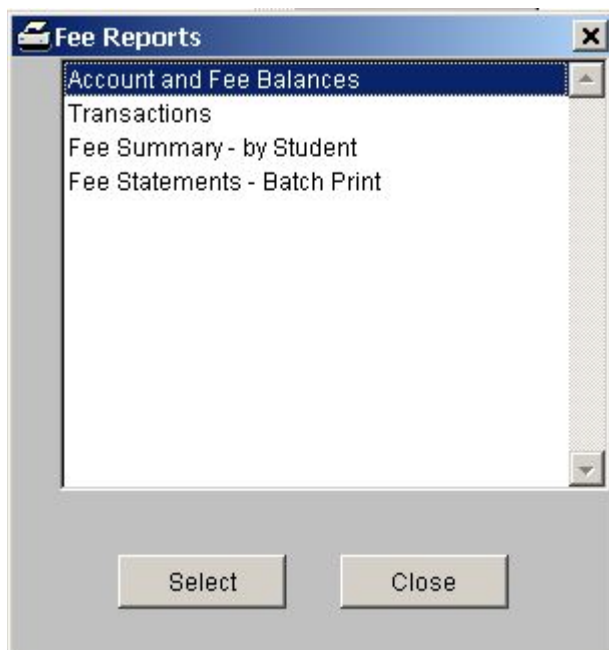 Fee Reports
Account and Fee Balances
Transactions
Fee Summary - by Student
Fee Statements - Batch Print
Select
Close